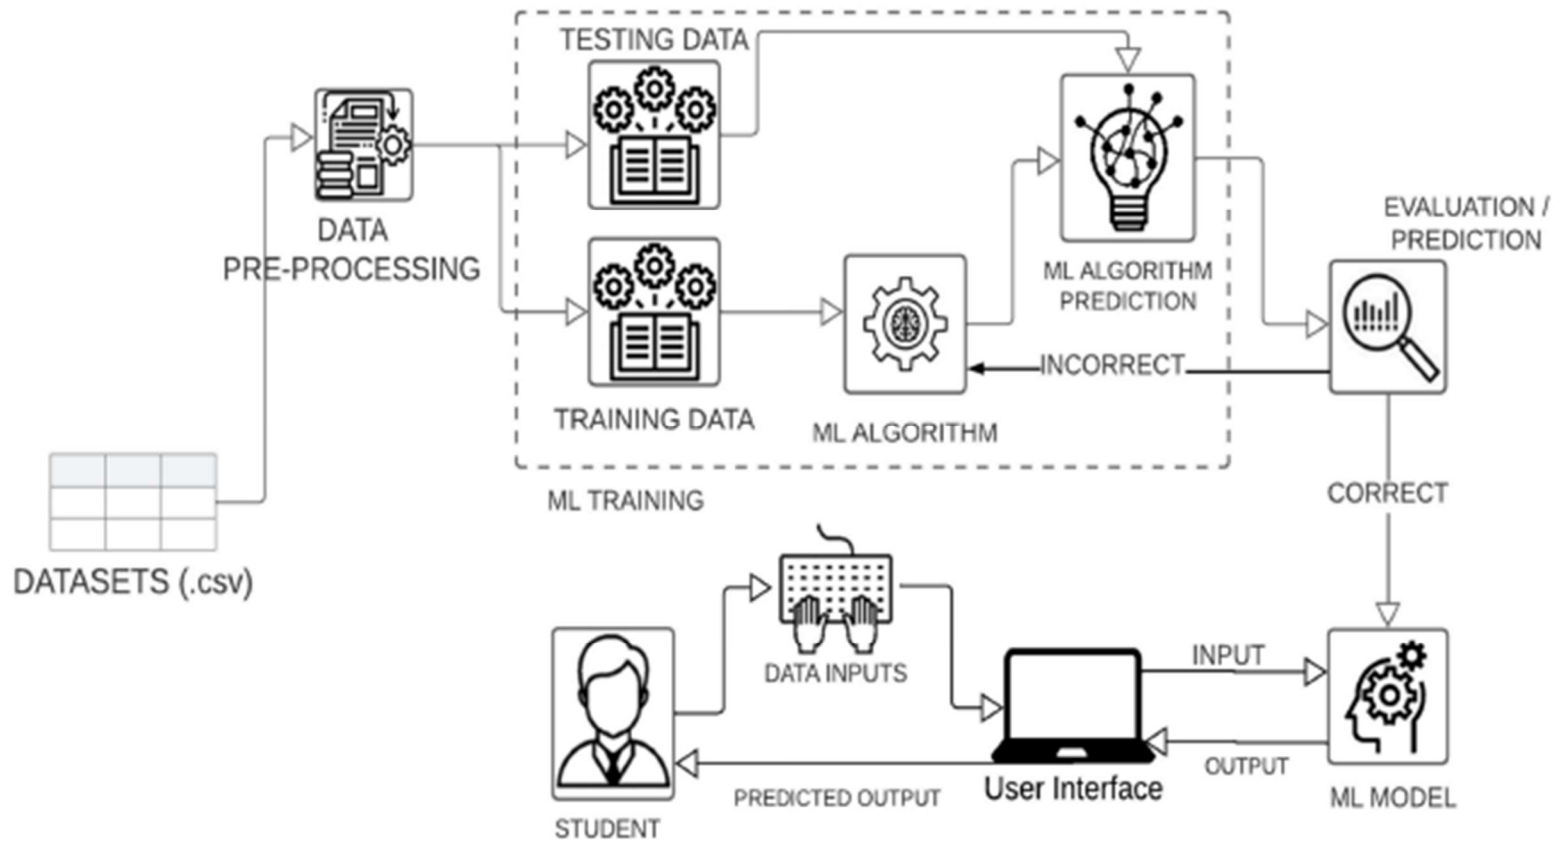 TESTING DATA
DATA
PRE-PROCESSING
EVALUATION /
PREDICTION
ML ALGORITHM
PREDICTION
INCORRECT
TRAINING DATA
ML ALGORITHM
ML TRAINING
CORRECT
DATASETS (.csv)
DATA INPUTS
INPUT
OUTPUT
User Interface
PREDICTED OUTPUT
ML MODEL
STUDENT